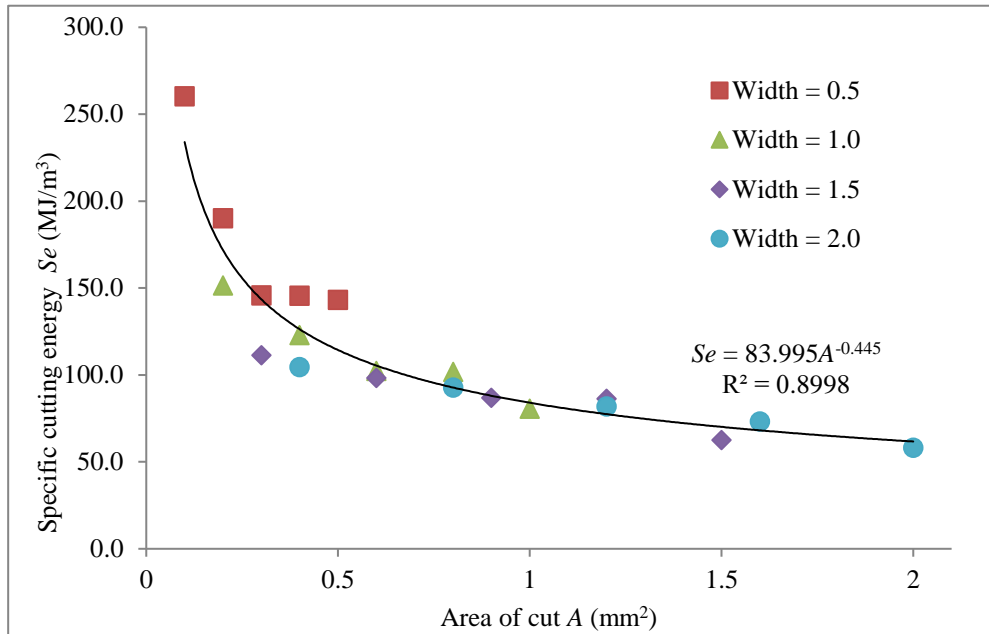 300.0
250.0
200.0
150.0
100.0
50.0
0.0
Specific cutting energy Se (MJ/m³)
Width = 0.5
Width = 1.0
Width = 1.5
Width = 2.0
Se = 83.995A^-0.445
R² = 0.8998
0 0.5 1 1.5 2
Area of cut A (mm²)